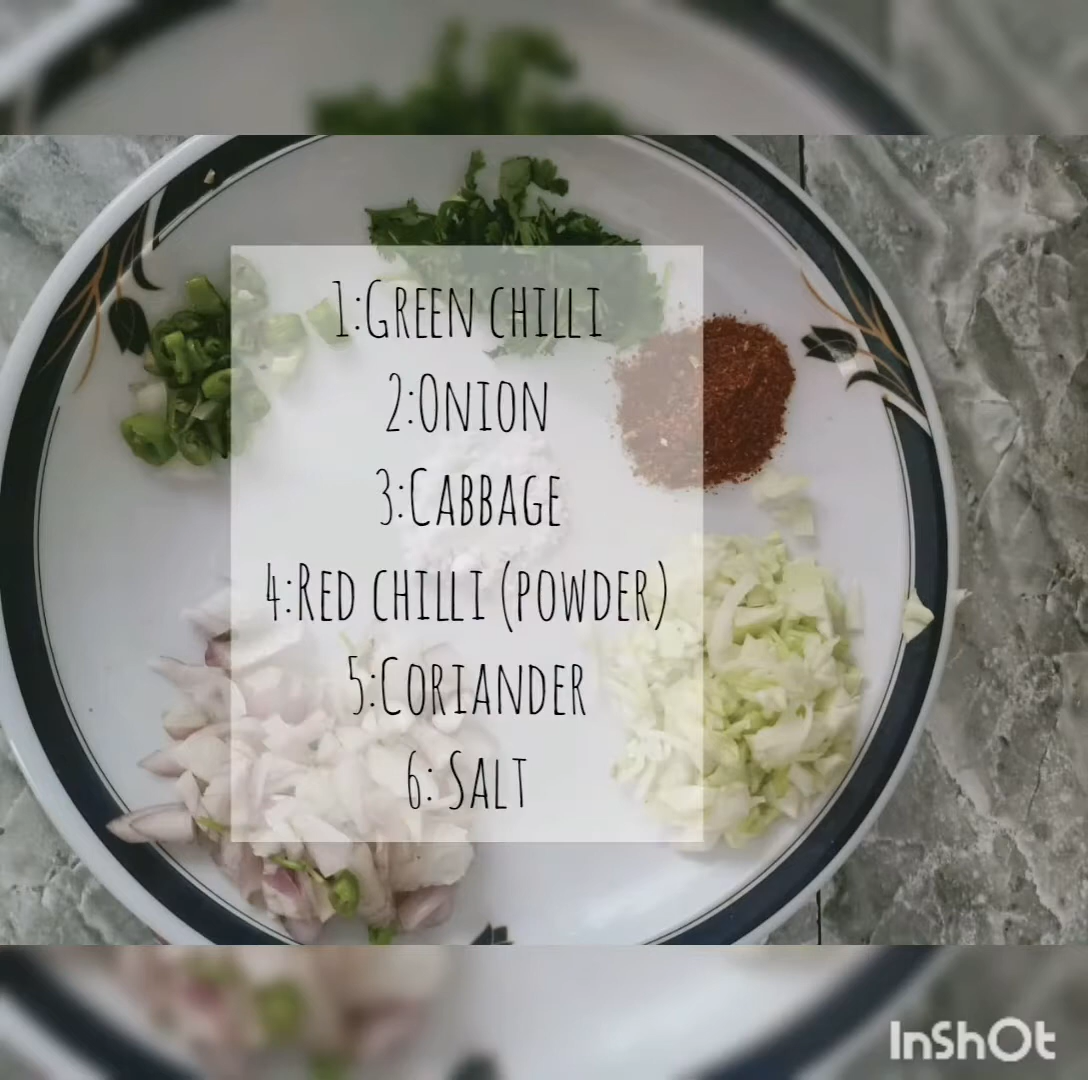 1:Green chilli
2:Onion
3:Cabbage
4:Red chilli (powder)
5:Coriander
6: Salt
InShOt